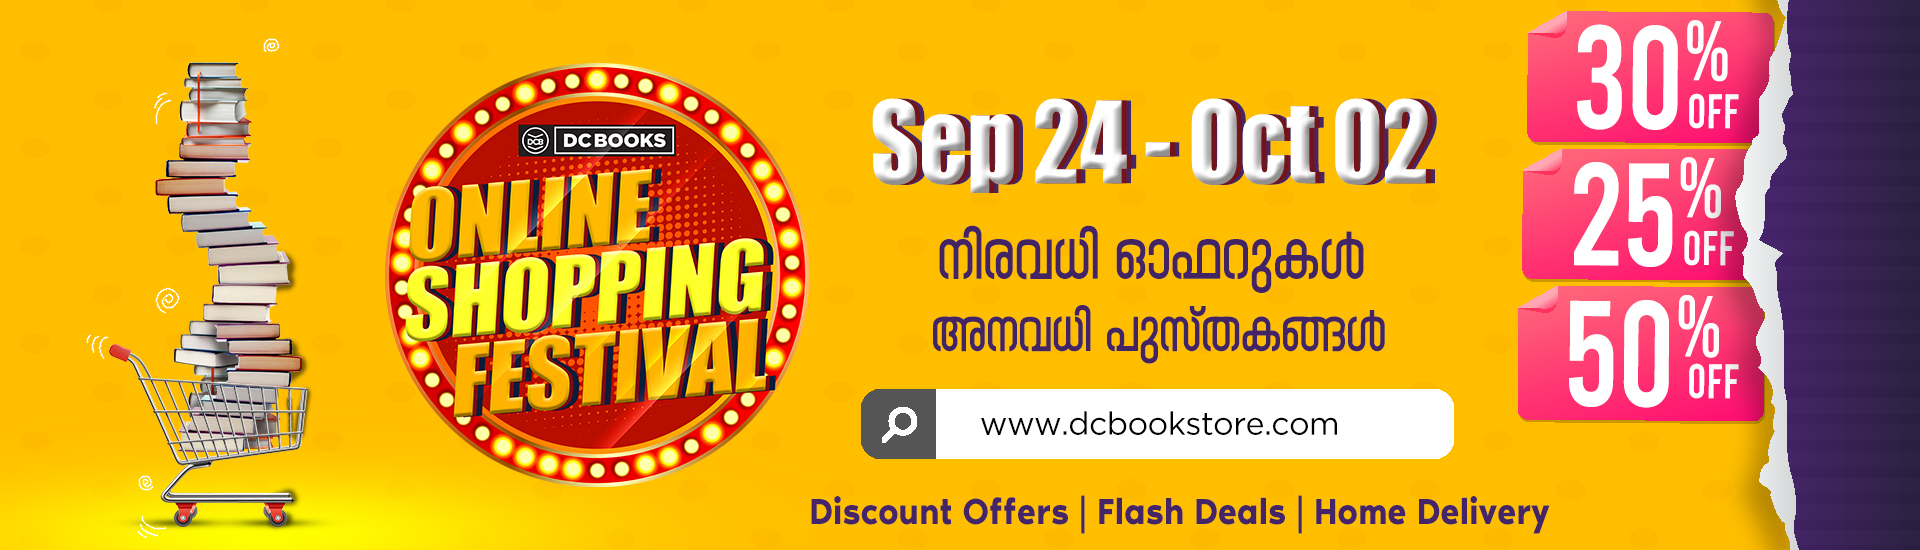 DCB DC BOOKS
ONLINE
SHOPPING
FESTIVAL
Sep 24 - Oct 02
നിരവധി ഓഫറുകൾ
അനവധി പുസ്തകങ്ങൾ
www.dcbookstore.com
Discount Offers | Flash Deals | Home Delivery
30% OFF
25% OFF
50% OFF